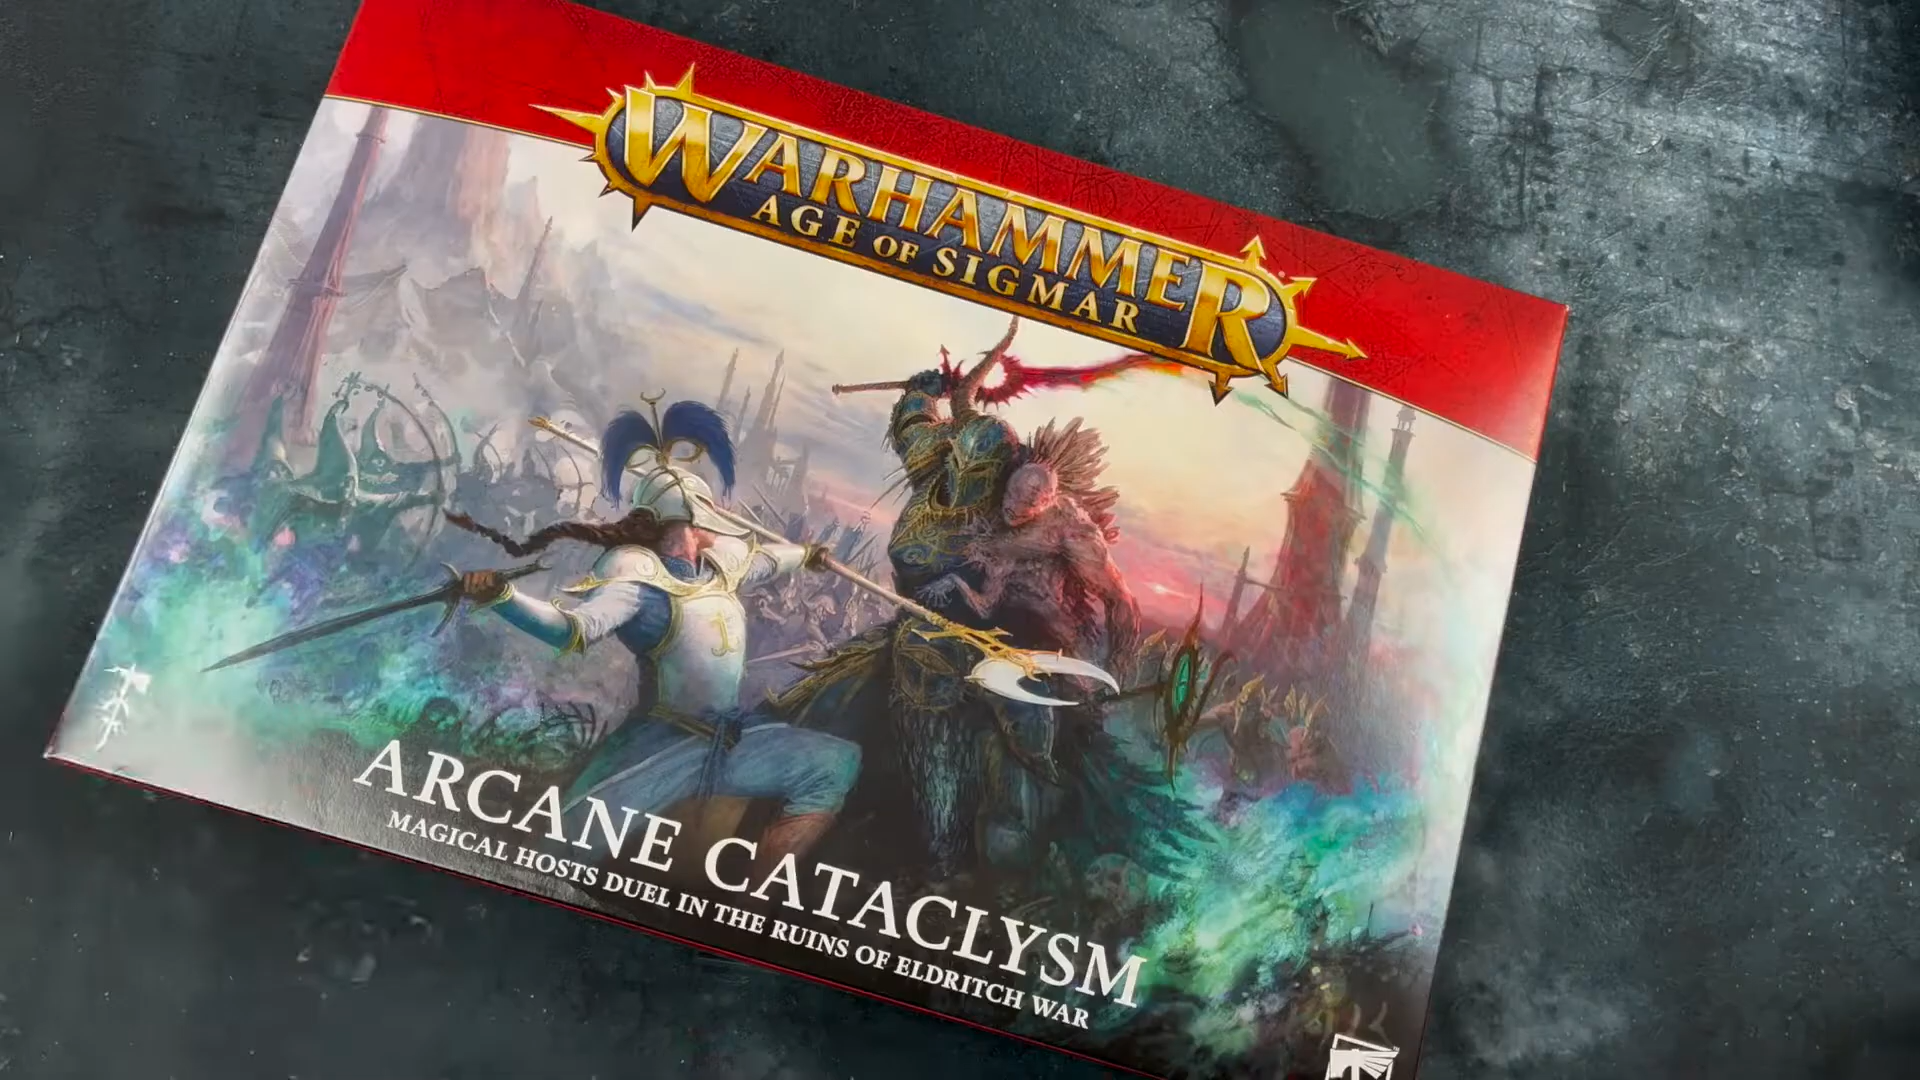 WARHAMMER
AGE OF SIGMAR
ARCANE CATACLYSM
MAGICAL HOSTS DUEL IN THE RUINS OF ELDRITCH WAR